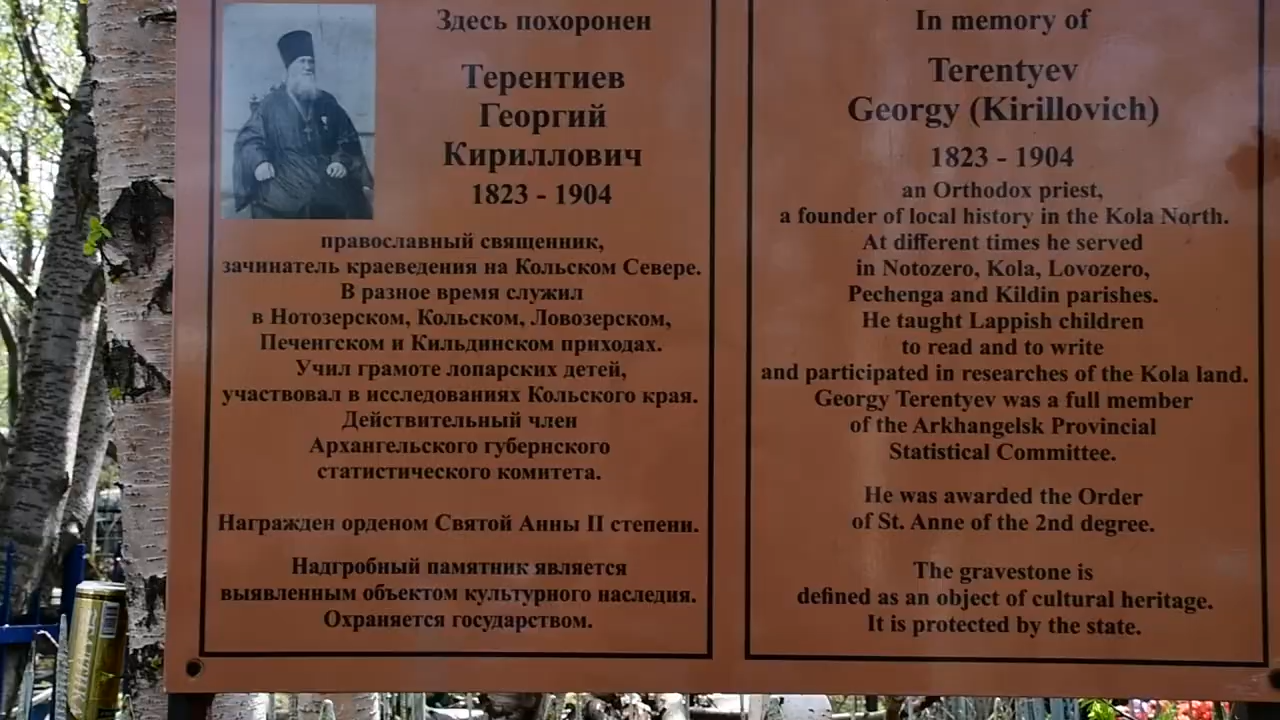 Здесь похоронен
Терентиев
Георгий
Кириллович
1823 - 1904
православный священник,
зачинатель краеведения на Кольском Севере.
В разное время служил
в Нотозерском, Кольском, Ловозерском,
Печенгском и Кильдинском приходах.
Учил грамоте лопарских детей,
участвовал в исследованиях Кольского края.
Действительный член
Архангельского губернского
статистического комитета.
Награжден орденом Святой Анны II степени.
Надгробный памятник является
выявленным объектом культурного наследия.
Охраняется государством.
In memory of
Terentyev
Georgy (Kirillovich)
1823 - 1904
an Orthodox priest,
a founder of local history in the Kola North.
At different times he served
in Notozero, Kola, Lovozero,
Pechenga and Kildin parishes.
He taught Lappish children
to read and to write
and participated in researches of the Kola land.
Georgy Terentyev was a full member
of the Arkhangelsk Provincial
Statistical Committee.
He was awarded the Order
of St. Anne of the 2nd degree.
The gravestone is
defined as an object of cultural heritage.
It is protected by the state.